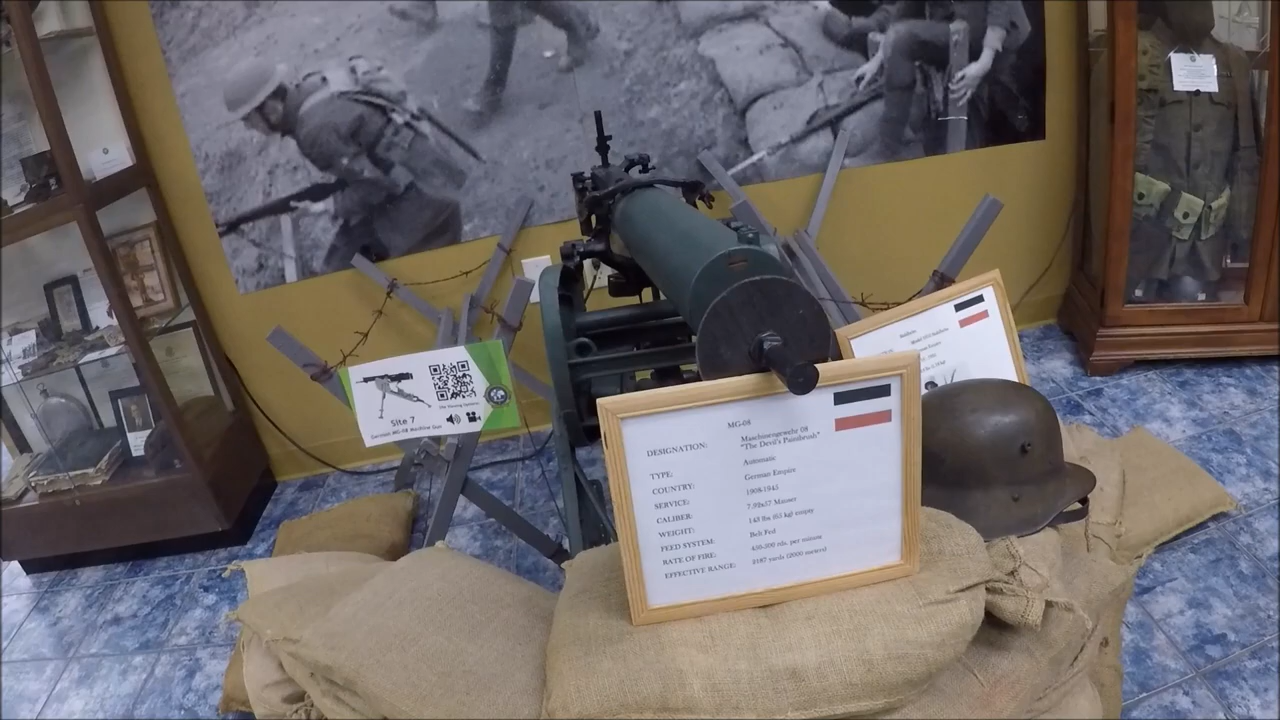 Site 7
German MG-08 Machine Gun
MG-08
DESIGNATION: Maschinengewehr 08
"The Devil's Paintbrush"
TYPE: Automatic
COUNTRY: German Empire
SERVICE: 1908-1945
CALIBER: 7.92x57 Mauser
WEIGHT: 143 lbs (65 kg) empty
FEED SYSTEM: Belt Fed
RATE OF FIRE: 450-500 rds. per minute
EFFECTIVE RANGE: 2187 yards (2000 meters)